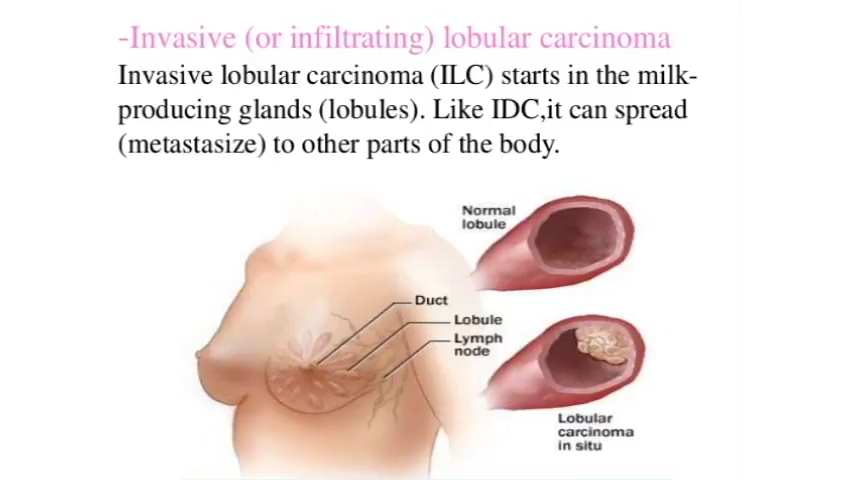 -Invasive (or infiltrating) lobular carcinoma
Invasive lobular carcinoma (ILC) starts in the milk-
producing glands (lobules). Like IDC,it can spread
(metastasize) to other parts of the body.
Normal
lobule
Duct
Lobule
Lymph
node
Lobular
carcinoma
in situ